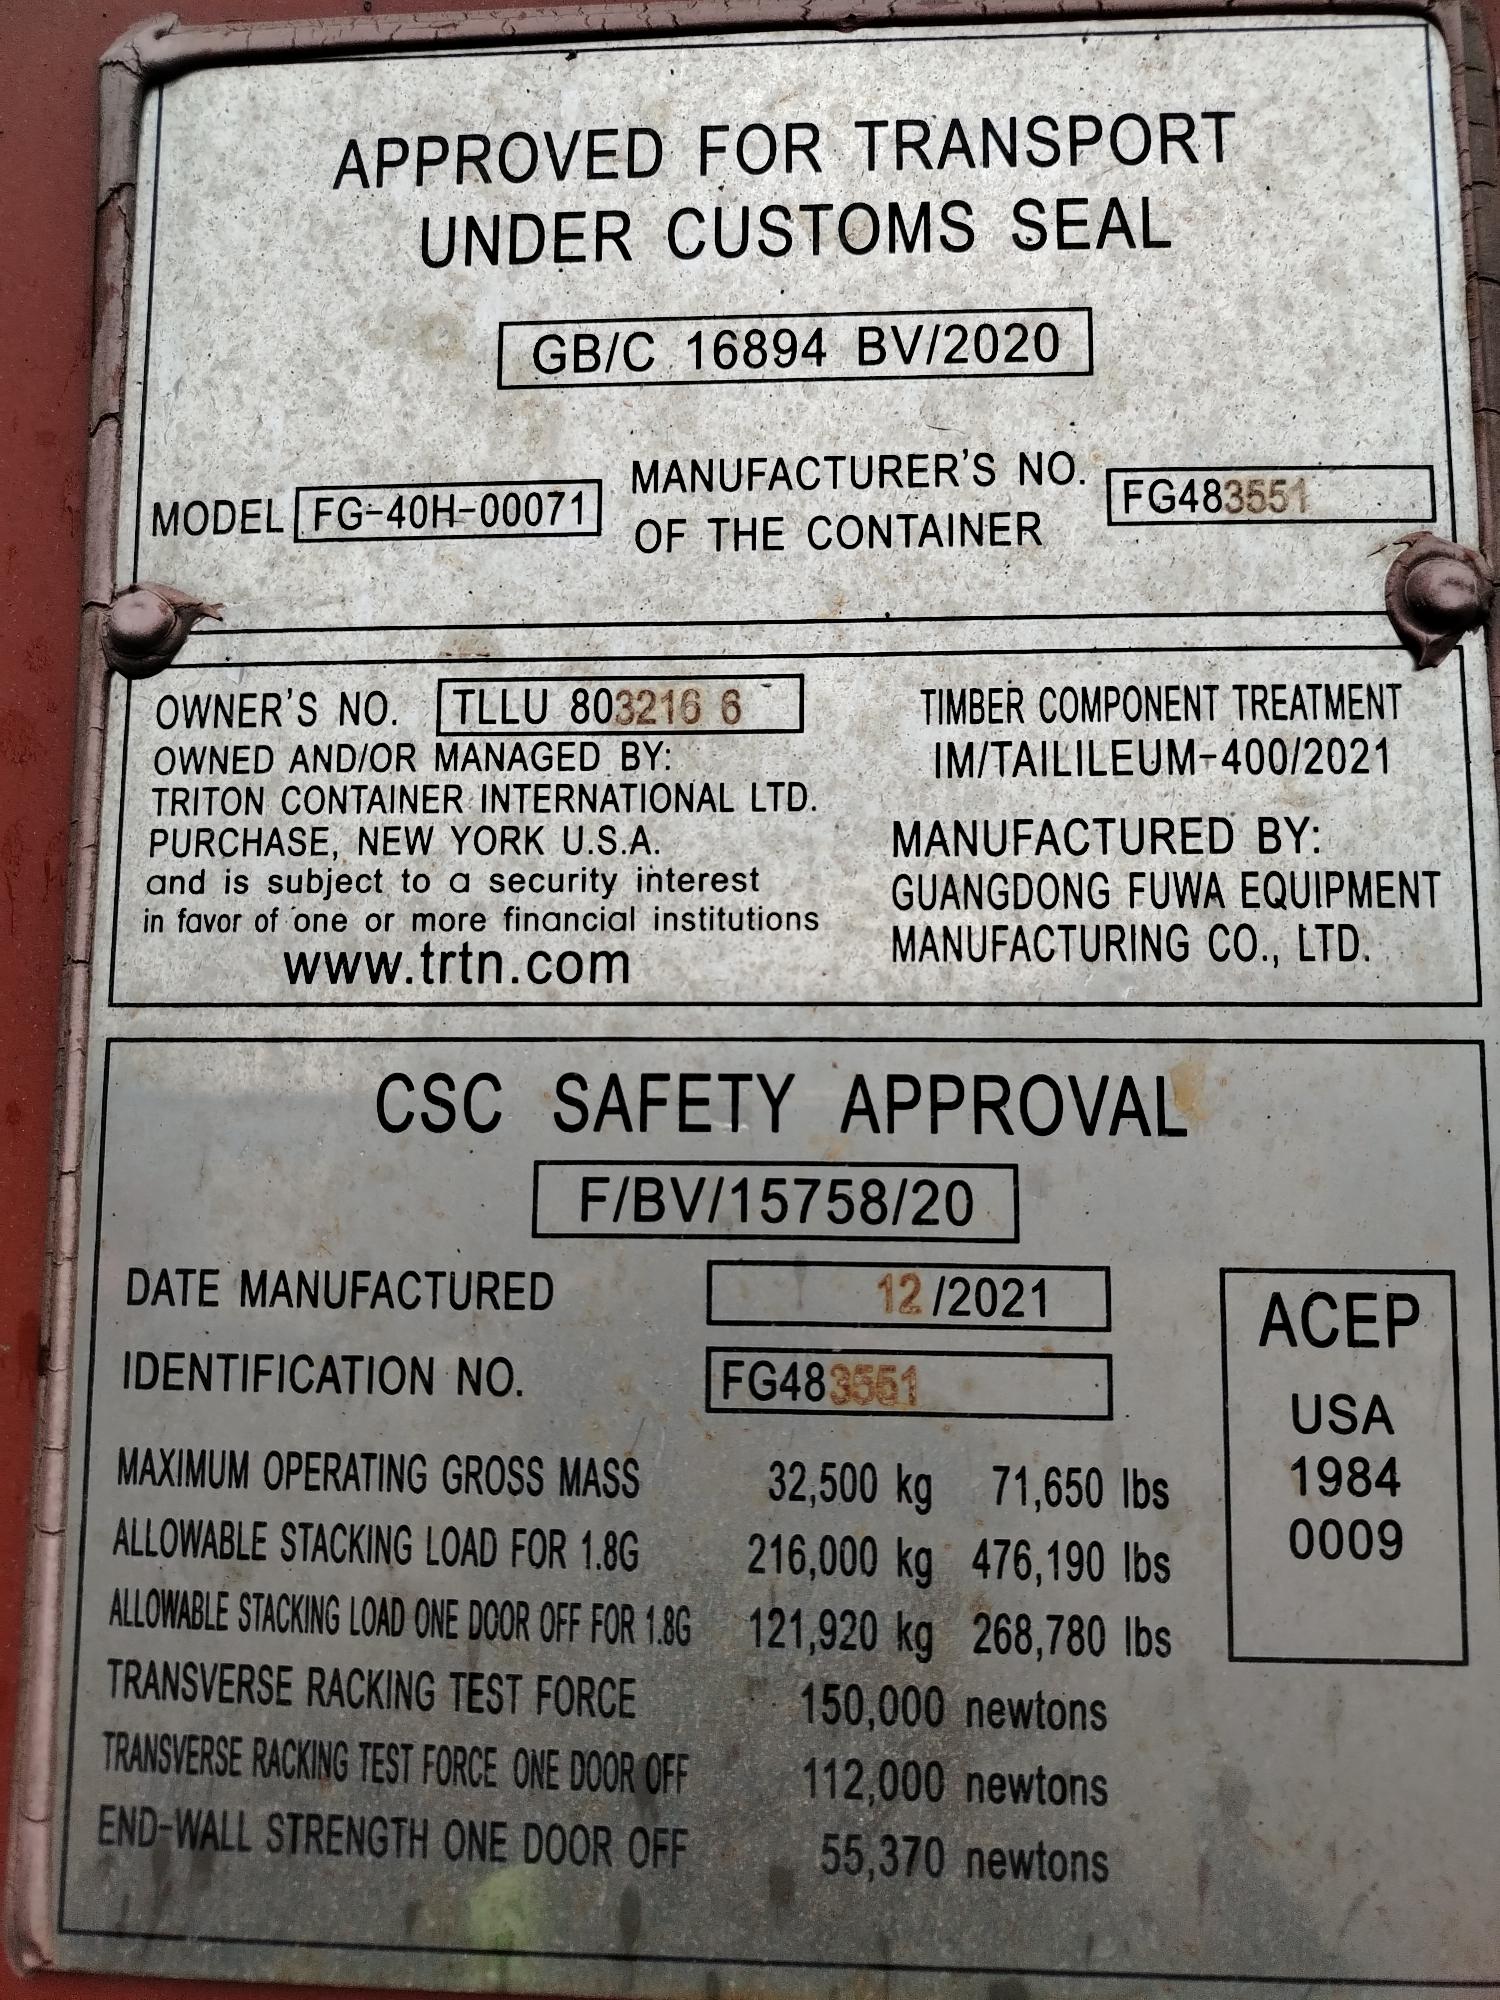 APPROVED FOR TRANSPORT
UNDER CUSTOMS SEAL
GB/C 16894 BV/2020
MODEL FG-40H-00071 MANUFACTURER'S NO. OF THE CONTAINER FG483551
OWNER'S NO. TLLU 803216 6
OWNED AND/OR MANAGED BY:
TRITON CONTAINER INTERNATIONAL LTD.
PURCHASE, NEW YORK U.S.A.
and is subject to a security interest
in favor of one or more financial institutions
www.trtn.com
TIMBER COMPONENT TREATMENT
IM/TAILILEUM-400/2021
MANUFACTURED BY:
GUANGDONG FUWA EQUIPMENT
MANUFACTURING CO., LTD.
CSC SAFETY APPROVAL
F/BV/15758/20
DATE MANUFACTURED 12/2021
IDENTIFICATION NO. FG483551
MAXIMUM OPERATING GROSS MASS 32,500 kg 71,650 lbs
ALLOWABLE STACKING LOAD FOR 1.8G 216,000 kg 476,190 lbs
ALLOWABLE STACKING LOAD ONE DOOR OFF FOR 1.8G 121,920 kg 268,780 lbs
TRANSVERSE RACKING TEST FORCE 150,000 newtons
TRANSVERSE RACKING TEST FORCE ONE DOOR OFF 112,000 newtons
END-WALL STRENGTH ONE DOOR OFF 55,370 newtons
ACEP
USA
1984
0009